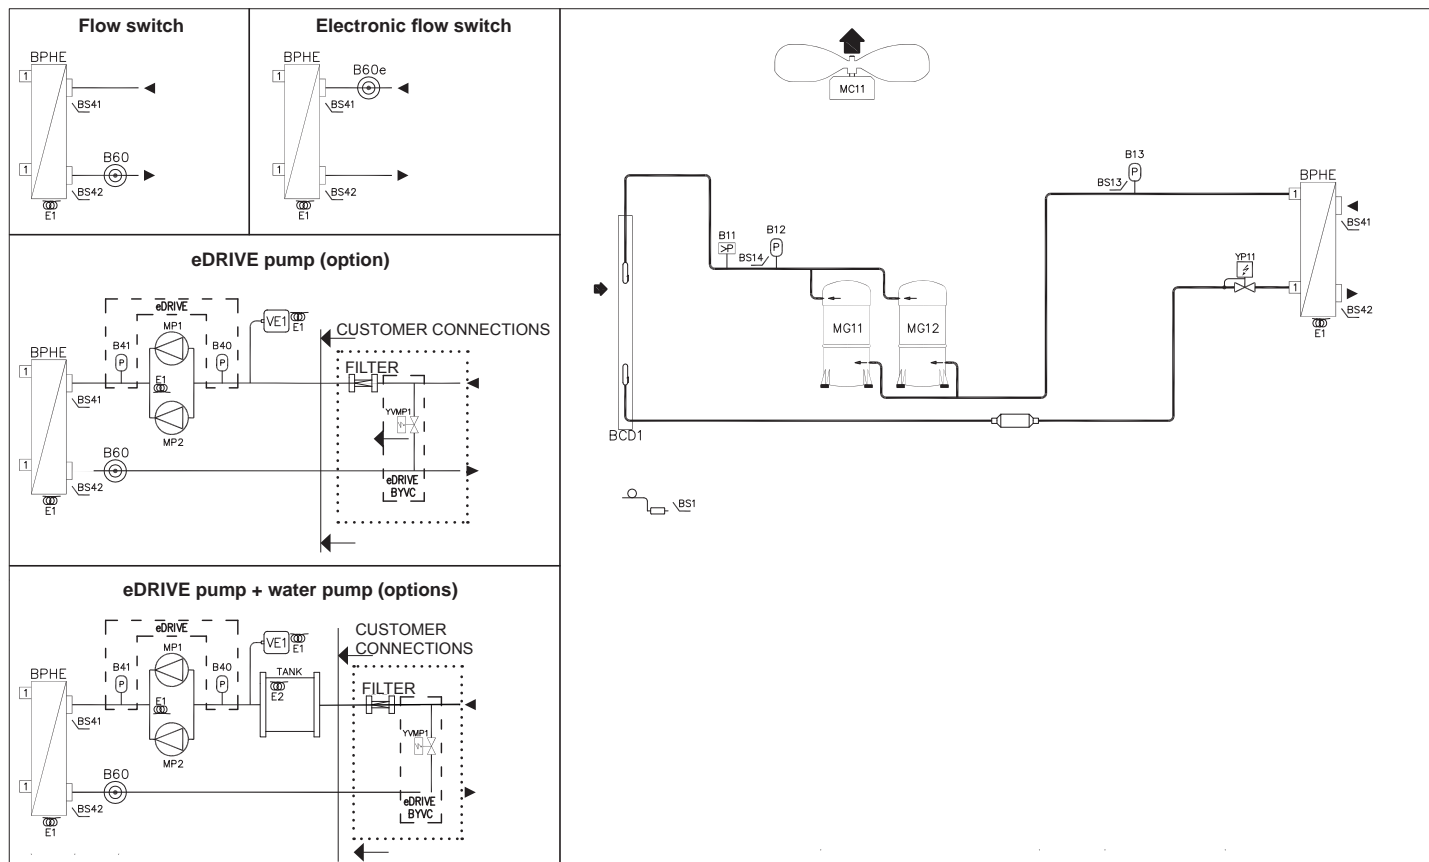 Flow switch
BPHE
1
BS41
1
B60
BS42
E1
Electronic flow switch
BPHE
B60e
1
BS41
1
BS42
E1
eDRIVE pump (option)
eDRIVE
MP1
VE1
E1
CUSTOMER CONNECTIONS
B41
P
B40
P
BPHE
FILTER
1
E1
BS41
YVMP1
MP2
B60
1
BS42
eDRIVE
BYVC
E1
eDRIVE pump + water pump (options)
eDRIVE
MP1
VE1
E1
CUSTOMER
CONNECTIONS
B41
P
B40
P
TANK
BPHE
E2
FILTER
1
E1
BS41
YVMP1
MP2
B60
1
BS42
eDRIVE
BYVC
E1
MC11
B13
P
BS13
BPHE
1
BS41
B11
>P
B12
P
BS14
YP11
1
BS42
E1
MG11
MG12
BCD1
BS1